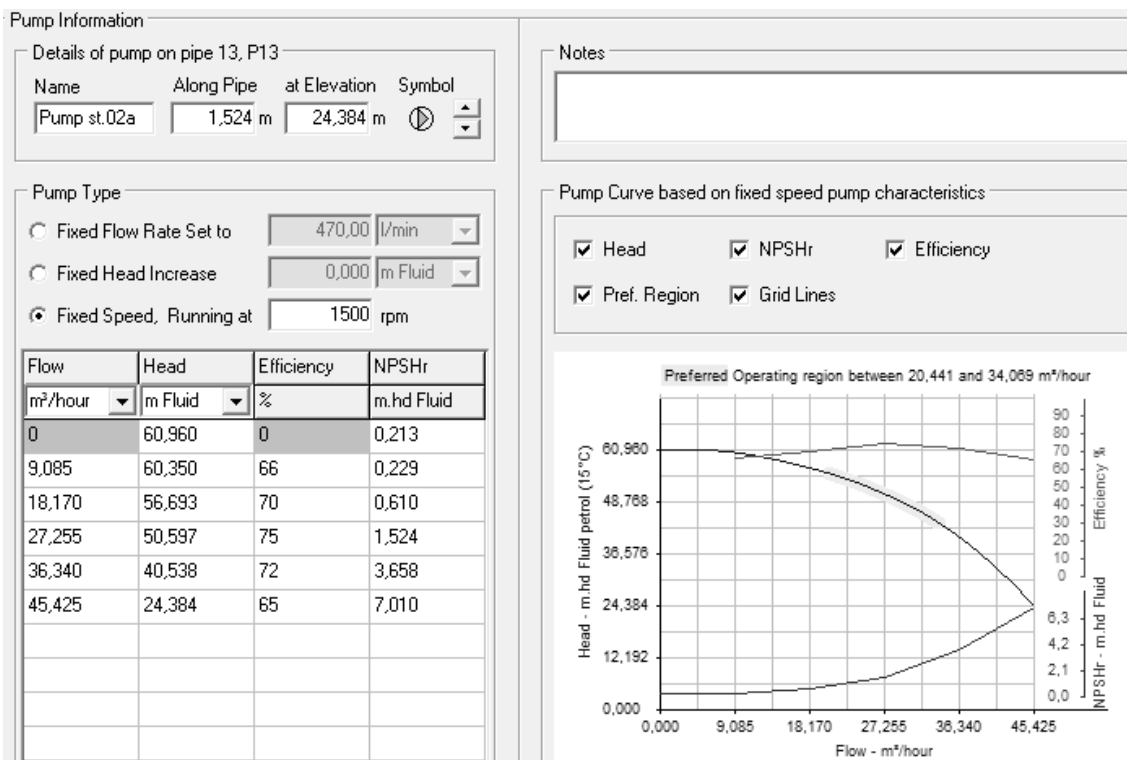 Pump Information
Details of pump on pipe 13, P13
Name Along Pipe at Elevation Symbol
Pump st.02a 1,524 m 24,384 m
Pump Type
Fixed Flow Rate Set to 470,00 l/min
Fixed Head Increase 0,000 m Fluid
Fixed Speed, Running at 1500 rpm
Flow Head Efficiency NPSHr
m³/hour m Fluid % m.hd Fluid
0 60,960 0 0,213
9,085 60,350 66 0,229
18,170 56,693 70 0,610
27,255 50,597 75 1,524
36,340 40,538 72 3,658
45,425 24,384 65 7,010
Notes
Pump Curve based on fixed speed pump characteristics
Head NPSHr Efficiency
Pref. Region Grid Lines
Preferred Operating region between 20,441 and 34,069 m³/hour
Head - m.hd Fluid petrol (15°C)
60,960
48,768
36,576
24,384
12,192
0,000
0,000 9,085 18,170 27,255 36,340 45,425
Flow - m³/hour
90
80
70
60
50
40
30
20
10
0
Efficiency %
6,3
4,2
2,1
0,0
NPSHr - m.hd Fluid